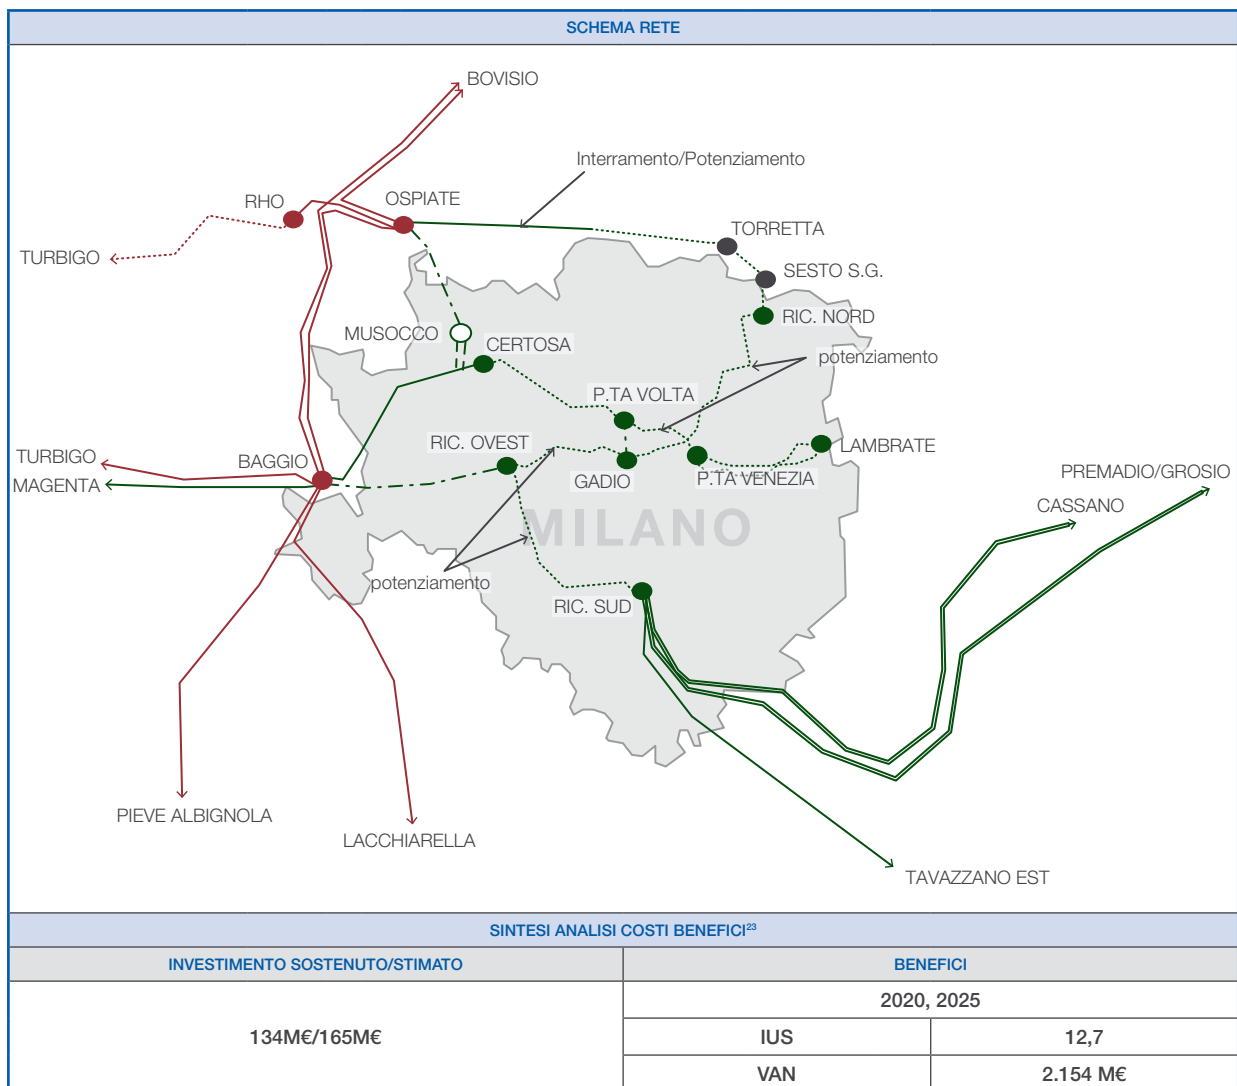 SCHEMA RETE
BOVISIO
Interramento/Potenziamento
RHO
OSPIATE
TORRETTA
TURBIGO
SESTO S.G.
RIC. NORD
MUSOCCO
CERTOSA
potenziamento
P.TA VOLTA
RIC. OVEST
LAMBRATE
TURBIGO
BAGGIO
MAGENTA
GADIO
P.TA VENEZIA
PREMADIO/GROSIO
CASSANO
MILANO
potenziamento
RIC. SUD
PIEVE ALBIGNOLA
LACCHIARELLA
TAVAZZANO EST
SINTESI ANALISI COSTI BENEFICI²³
INVESTIMENTO SOSTENUTO/STIMATO
BENEFICI
2020, 2025
134M€/165M€
IUS
12,7
VAN
2.154 M€